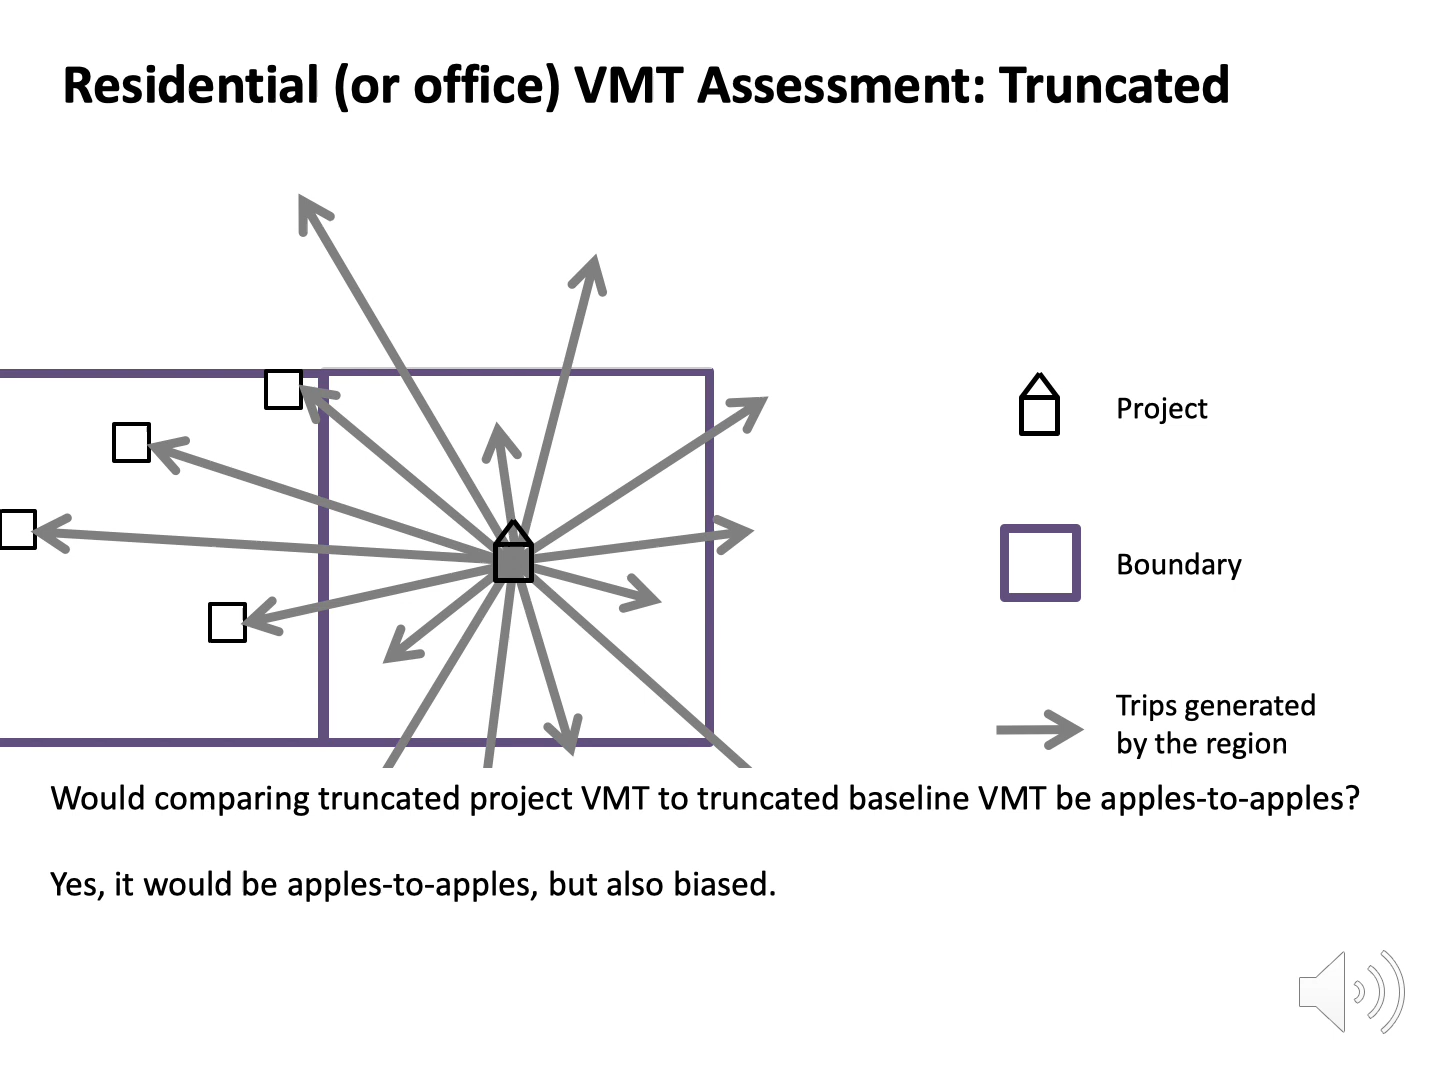 Residential (or office) VMT Assessment: Truncated
Project
Boundary
Trips generated
by the region
Would comparing truncated project VMT to truncated baseline VMT be apples-to-apples?
Yes, it would be apples-to-apples, but also biased.